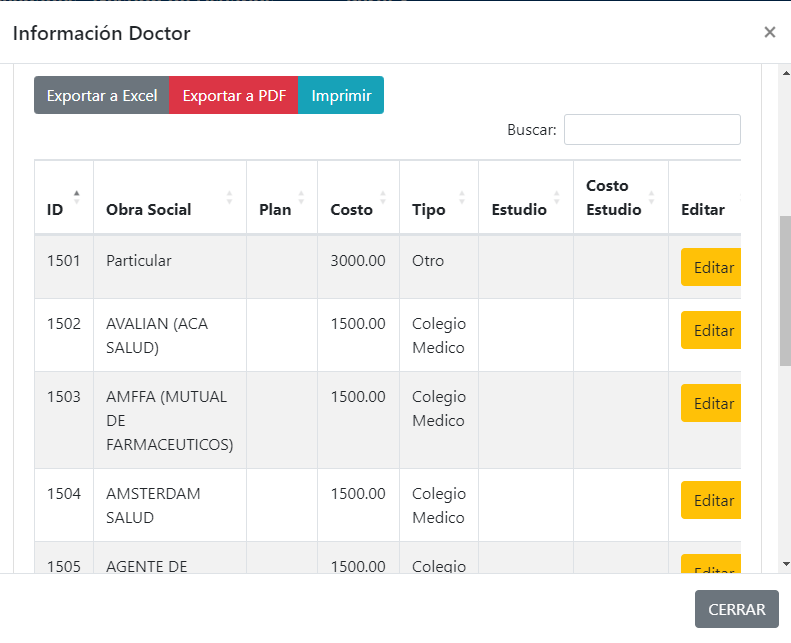 Información Doctor
×
Exportar a Excel Exportar a PDF Imprimir
Buscar:
ID Obra Social Plan Costo Tipo Estudio Costo Estudio Editar
1501 Particular 3000.00 Otro Editar
1502 AVALIAN (ACA 1500.00 Colegio Editar
SALUD) Medico
1503 AMFFA (MUTUAL 1500.00 Colegio Editar
DE Medico
FARMACEUTICOS)
1504 AMSTERDAM 1500.00 Colegio Editar
SALUD Medico
1505 AGENTE DE 1500.00 Colegio Editar
CERRAR